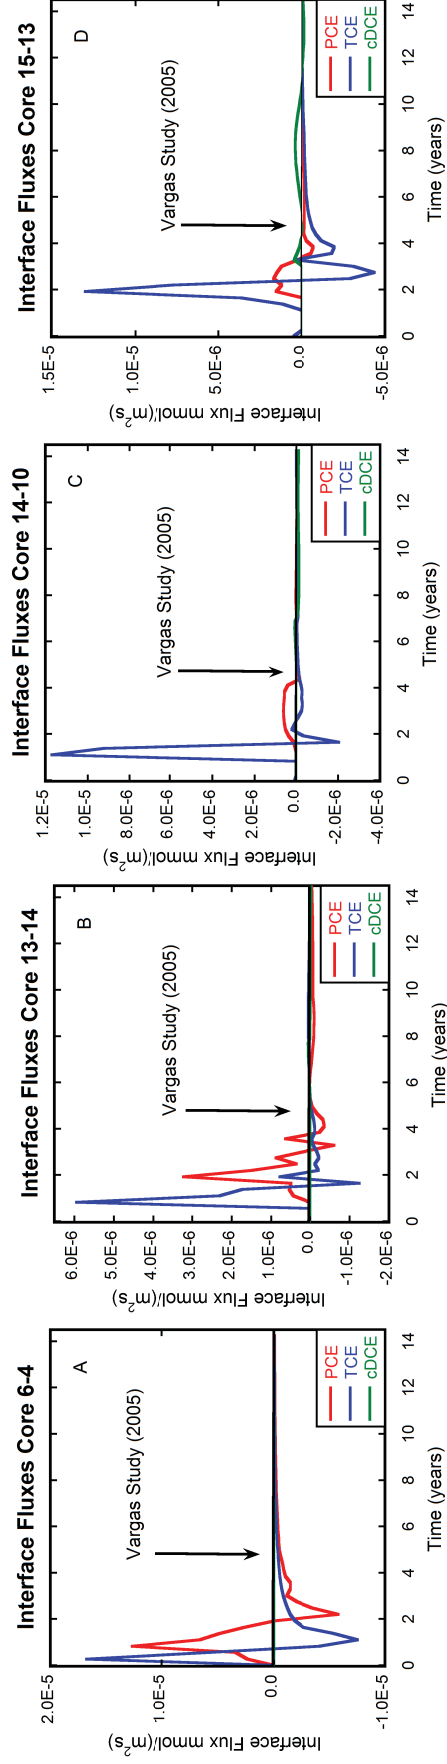 Interface Fluxes Core 6-4
A
2.0E-5
1.0E-5
0.0
-1.0E-5
Interface Flux mmol/(m²s)
Vargas Study (2005)
PCE
TCE
cDCE
0 2 4 6 8 10 12 14
Time (years)
Interface Fluxes Core 13-14
B
6.0E-6
5.0E-6
4.0E-6
3.0E-6
2.0E-6
1.0E-6
0.0
-1.0E-6
-2.0E-6
Interface Flux mmol/(m²s)
Vargas Study (2005)
PCE
TCE
cDCE
0 2 4 6 8 10 12 14
Time (years)
Interface Fluxes Core 14-10
C
1.2E-5
1.0E-5
8.0E-6
6.0E-6
4.0E-6
2.0E-6
0.0
-2.0E-6
-4.0E-6
Interface Flux mmol/(m²s)
Vargas Study (2005)
PCE
TCE
cDCE
0 2 4 6 8 10 12 14
Time (years)
Interface Fluxes Core 15-13
D
1.5E-5
1.0E-5
5.0E-6
0.0
-5.0E-6
Interface Flux mmol/(m²s)
Vargas Study (2005)
PCE
TCE
cDCE
0 2 4 6 8 10 12 14
Time (years)